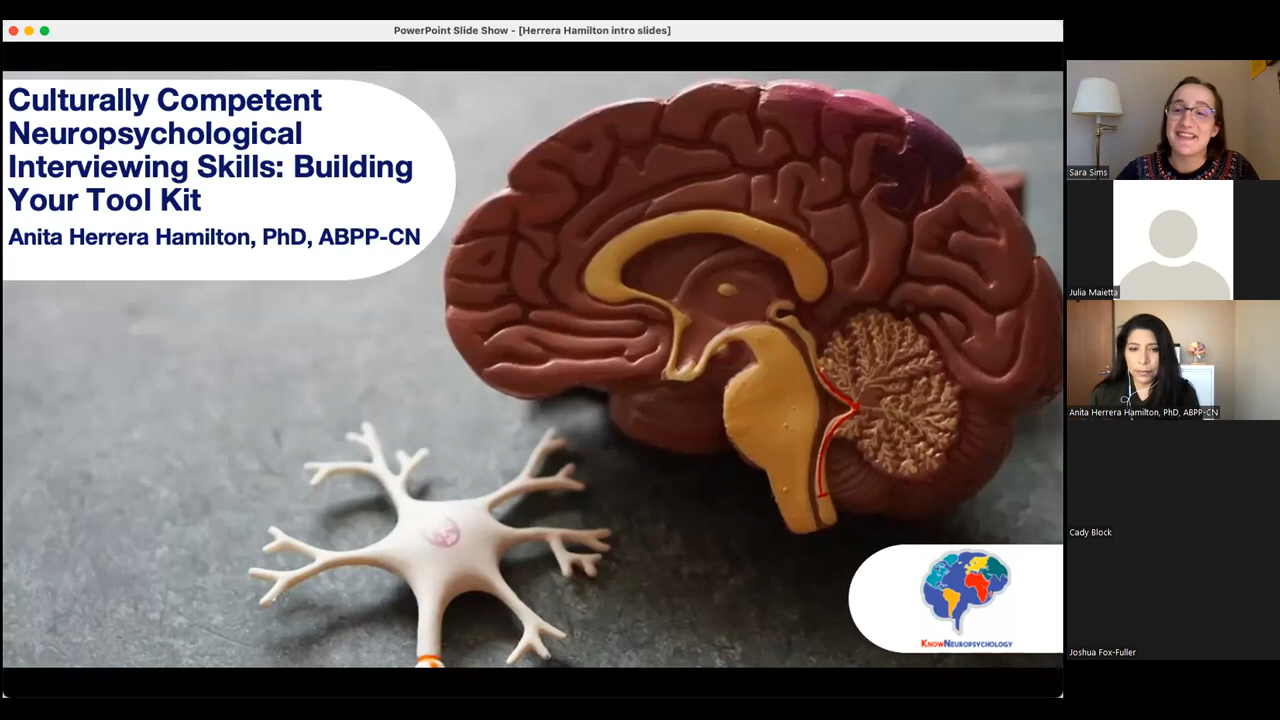 PowerPoint Slide Show - [Herrera Hamilton intro slides]
Culturally Competent
Neuropsychological
Interviewing Skills: Building
Your Tool Kit
Anita Herrera Hamilton, PhD, ABPP-CN
KNOWNEUROPSYCHOLOGY
Sara Sims
Julia Maietta
Anita Herrera Hamilton, PhD, ABPP-CN
Cady Block
Joshua Fox-Fuller